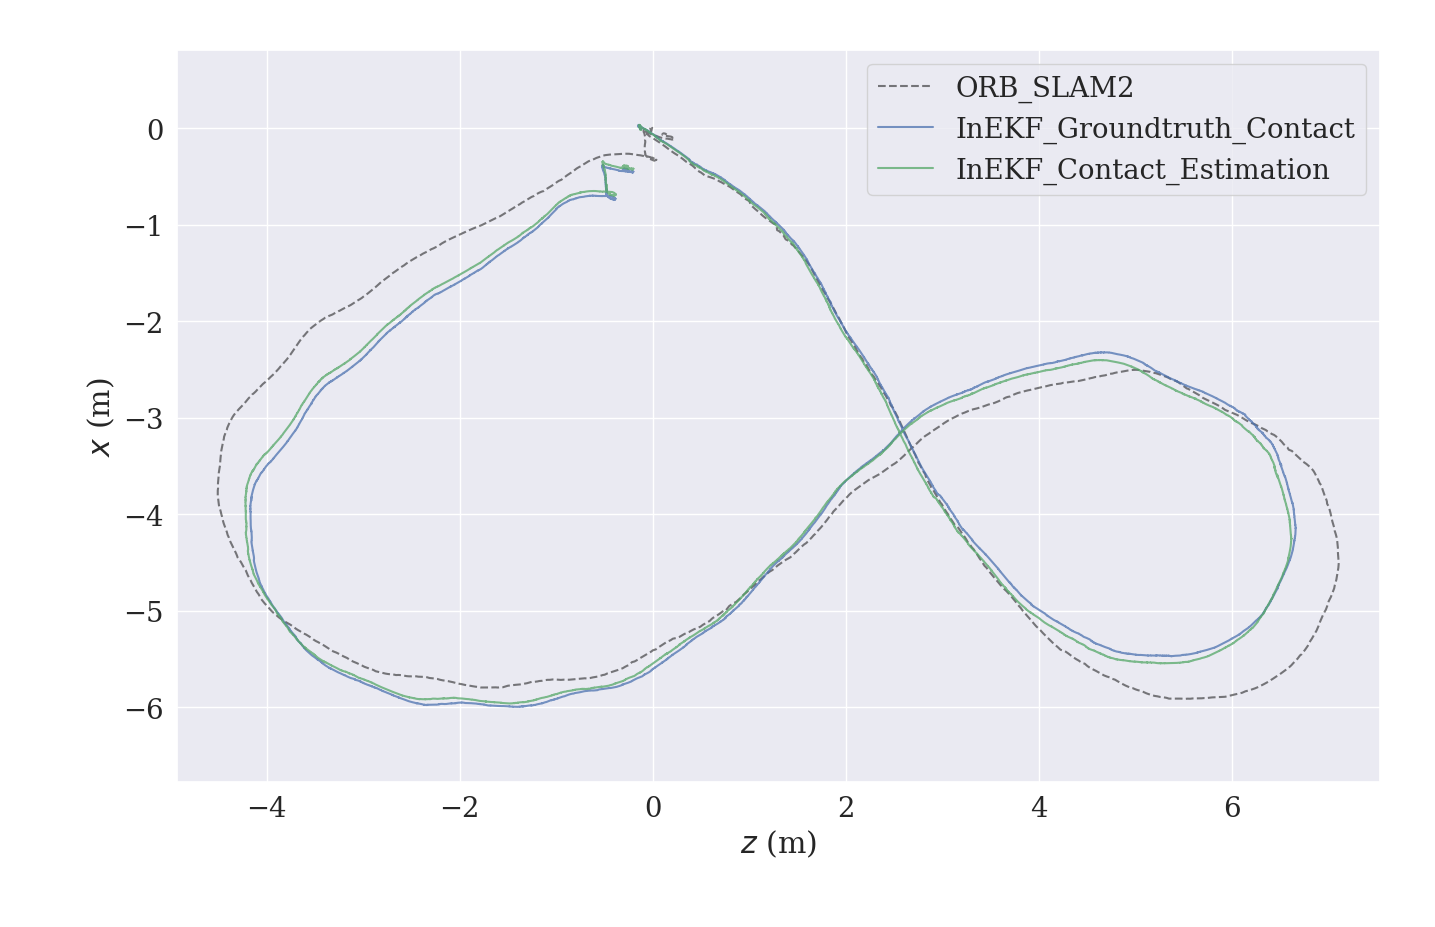 ORB_SLAM2
InEKF_Groundtruth_Contact
InEKF_Contact_Estimation
0
−1
−2
−3
−4
−5
−6
x (m)
−4 −2 0 2 4 6
z (m)